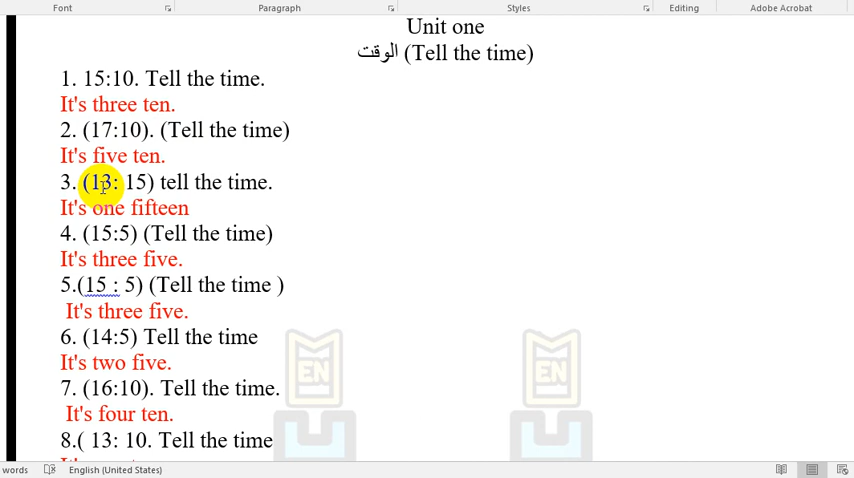 Font Paragraph Styles Editing Adobe Acrobat
Unit one
الوقت (Tell the time)
1. 15:10. Tell the time.
It's three ten.
2. (17:10). (Tell the time)
It's five ten.
3. (13: 15) tell the time.
It's one fifteen
4. (15:5) (Tell the time)
It's three five.
5.(15 : 5) (Tell the time )
It's three five.
6. (14:5) Tell the time
It's two five.
7. (16:10). Tell the time.
It's four ten.
8.( 13: 10. Tell the time
EN EN
words English (United States)